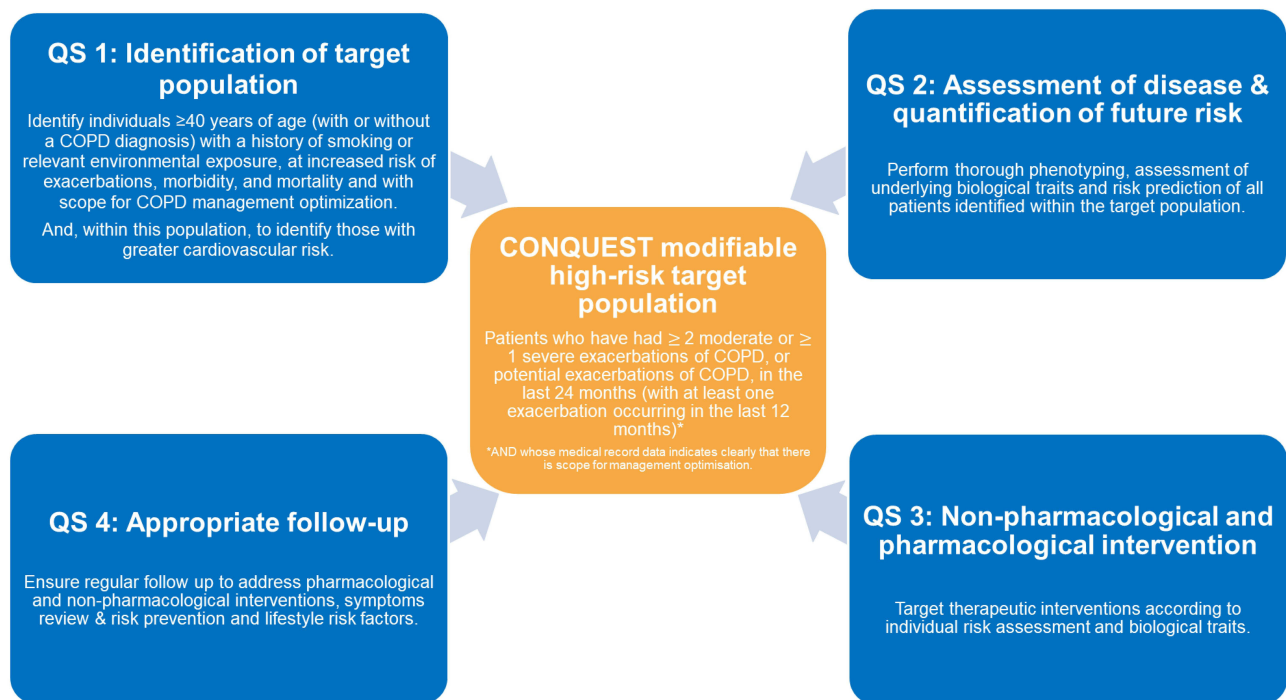 QS 1: Identification of target
population
Identify individuals ≥40 years of age (with or without
a COPD diagnosis) with a history of smoking or
relevant environmental exposure, at increased risk of
exacerbations, morbidity, and mortality and with
scope for COPD management optimization.
And, within this population, to identify those with
greater cardiovascular risk.
QS 2: Assessment of disease &
quantification of future risk
Perform thorough phenotyping, assessment of
underlying biological traits and risk prediction of all
patients identified within the target population.
CONQUEST modifiable
high-risk target
population
Patients who have had ≥ 2 moderate or ≥
1 severe exacerbations of COPD, or
potential exacerbations of COPD, in the
last 24 months (with at least one
exacerbation occurring in the last 12
months)*
*AND whose medical record data indicates clearly that there
is scope for management optimisation.
QS 4: Appropriate follow-up
Ensure regular follow up to address pharmacological
and non-pharmacological interventions, symptoms
review & risk prevention and lifestyle risk factors.
QS 3: Non-pharmacological and
pharmacological intervention
Target therapeutic interventions according to
individual risk assessment and biological traits.